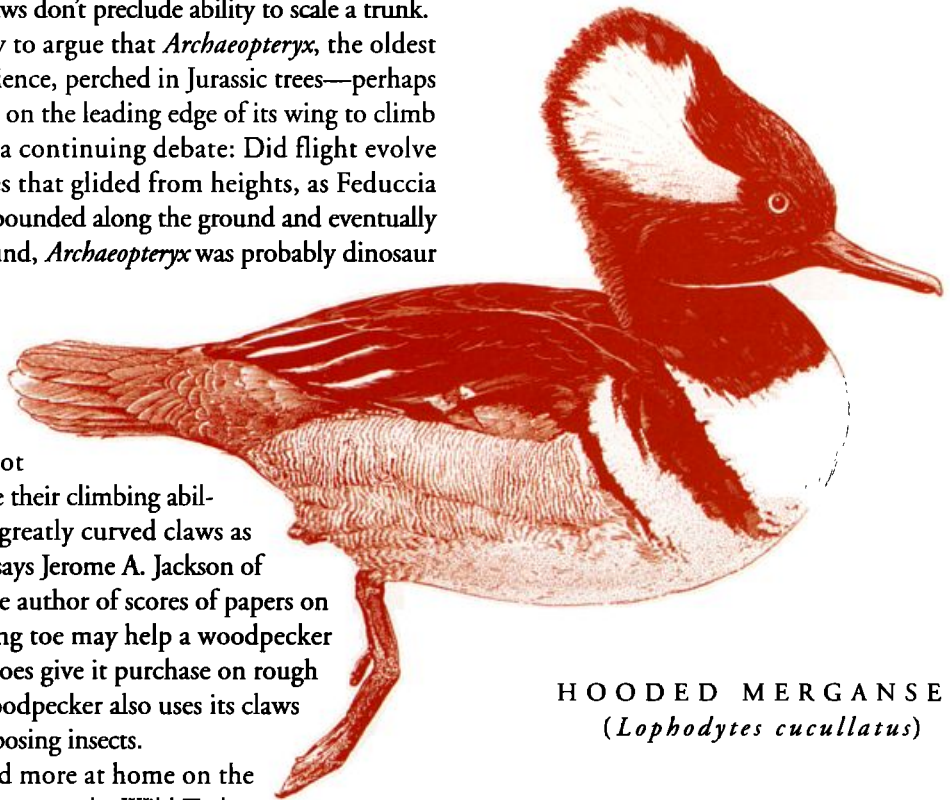 ws don't preclude ability to scale a trunk.
to argue that Archaeopteryx, the oldest
ience, perched in Jurassic trees—perhaps
on the leading edge of its wing to climb
a continuing debate: Did flight evolve
s that glided from heights, as Feduccia
bounded along the ground and eventually
und, Archaeopteryx was probably dinosaur
ot
e their climbing abil-
greatly curved claws as
says Jerome A. Jackson of
e author of scores of papers on
ng toe may help a woodpecker
oes give it purchase on rough
oodpecker also uses its claws
posing insects.
d more at home on the
HOODED MERGANSE
(Lophodytes cucullatus)